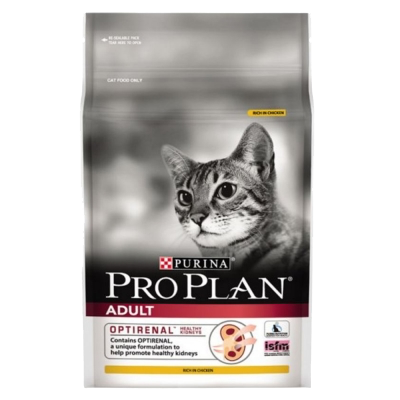 CAT FOOD ONLY
RICH IN CHICKEN
PURINA
PRO PLAN®
ADULT
OPTIRENAL™ HEALTHY KIDNEYS
Contains OPTIRENAL,
a unique formulation to
help promote healthy kidneys
isfm
RICH IN CHICKEN